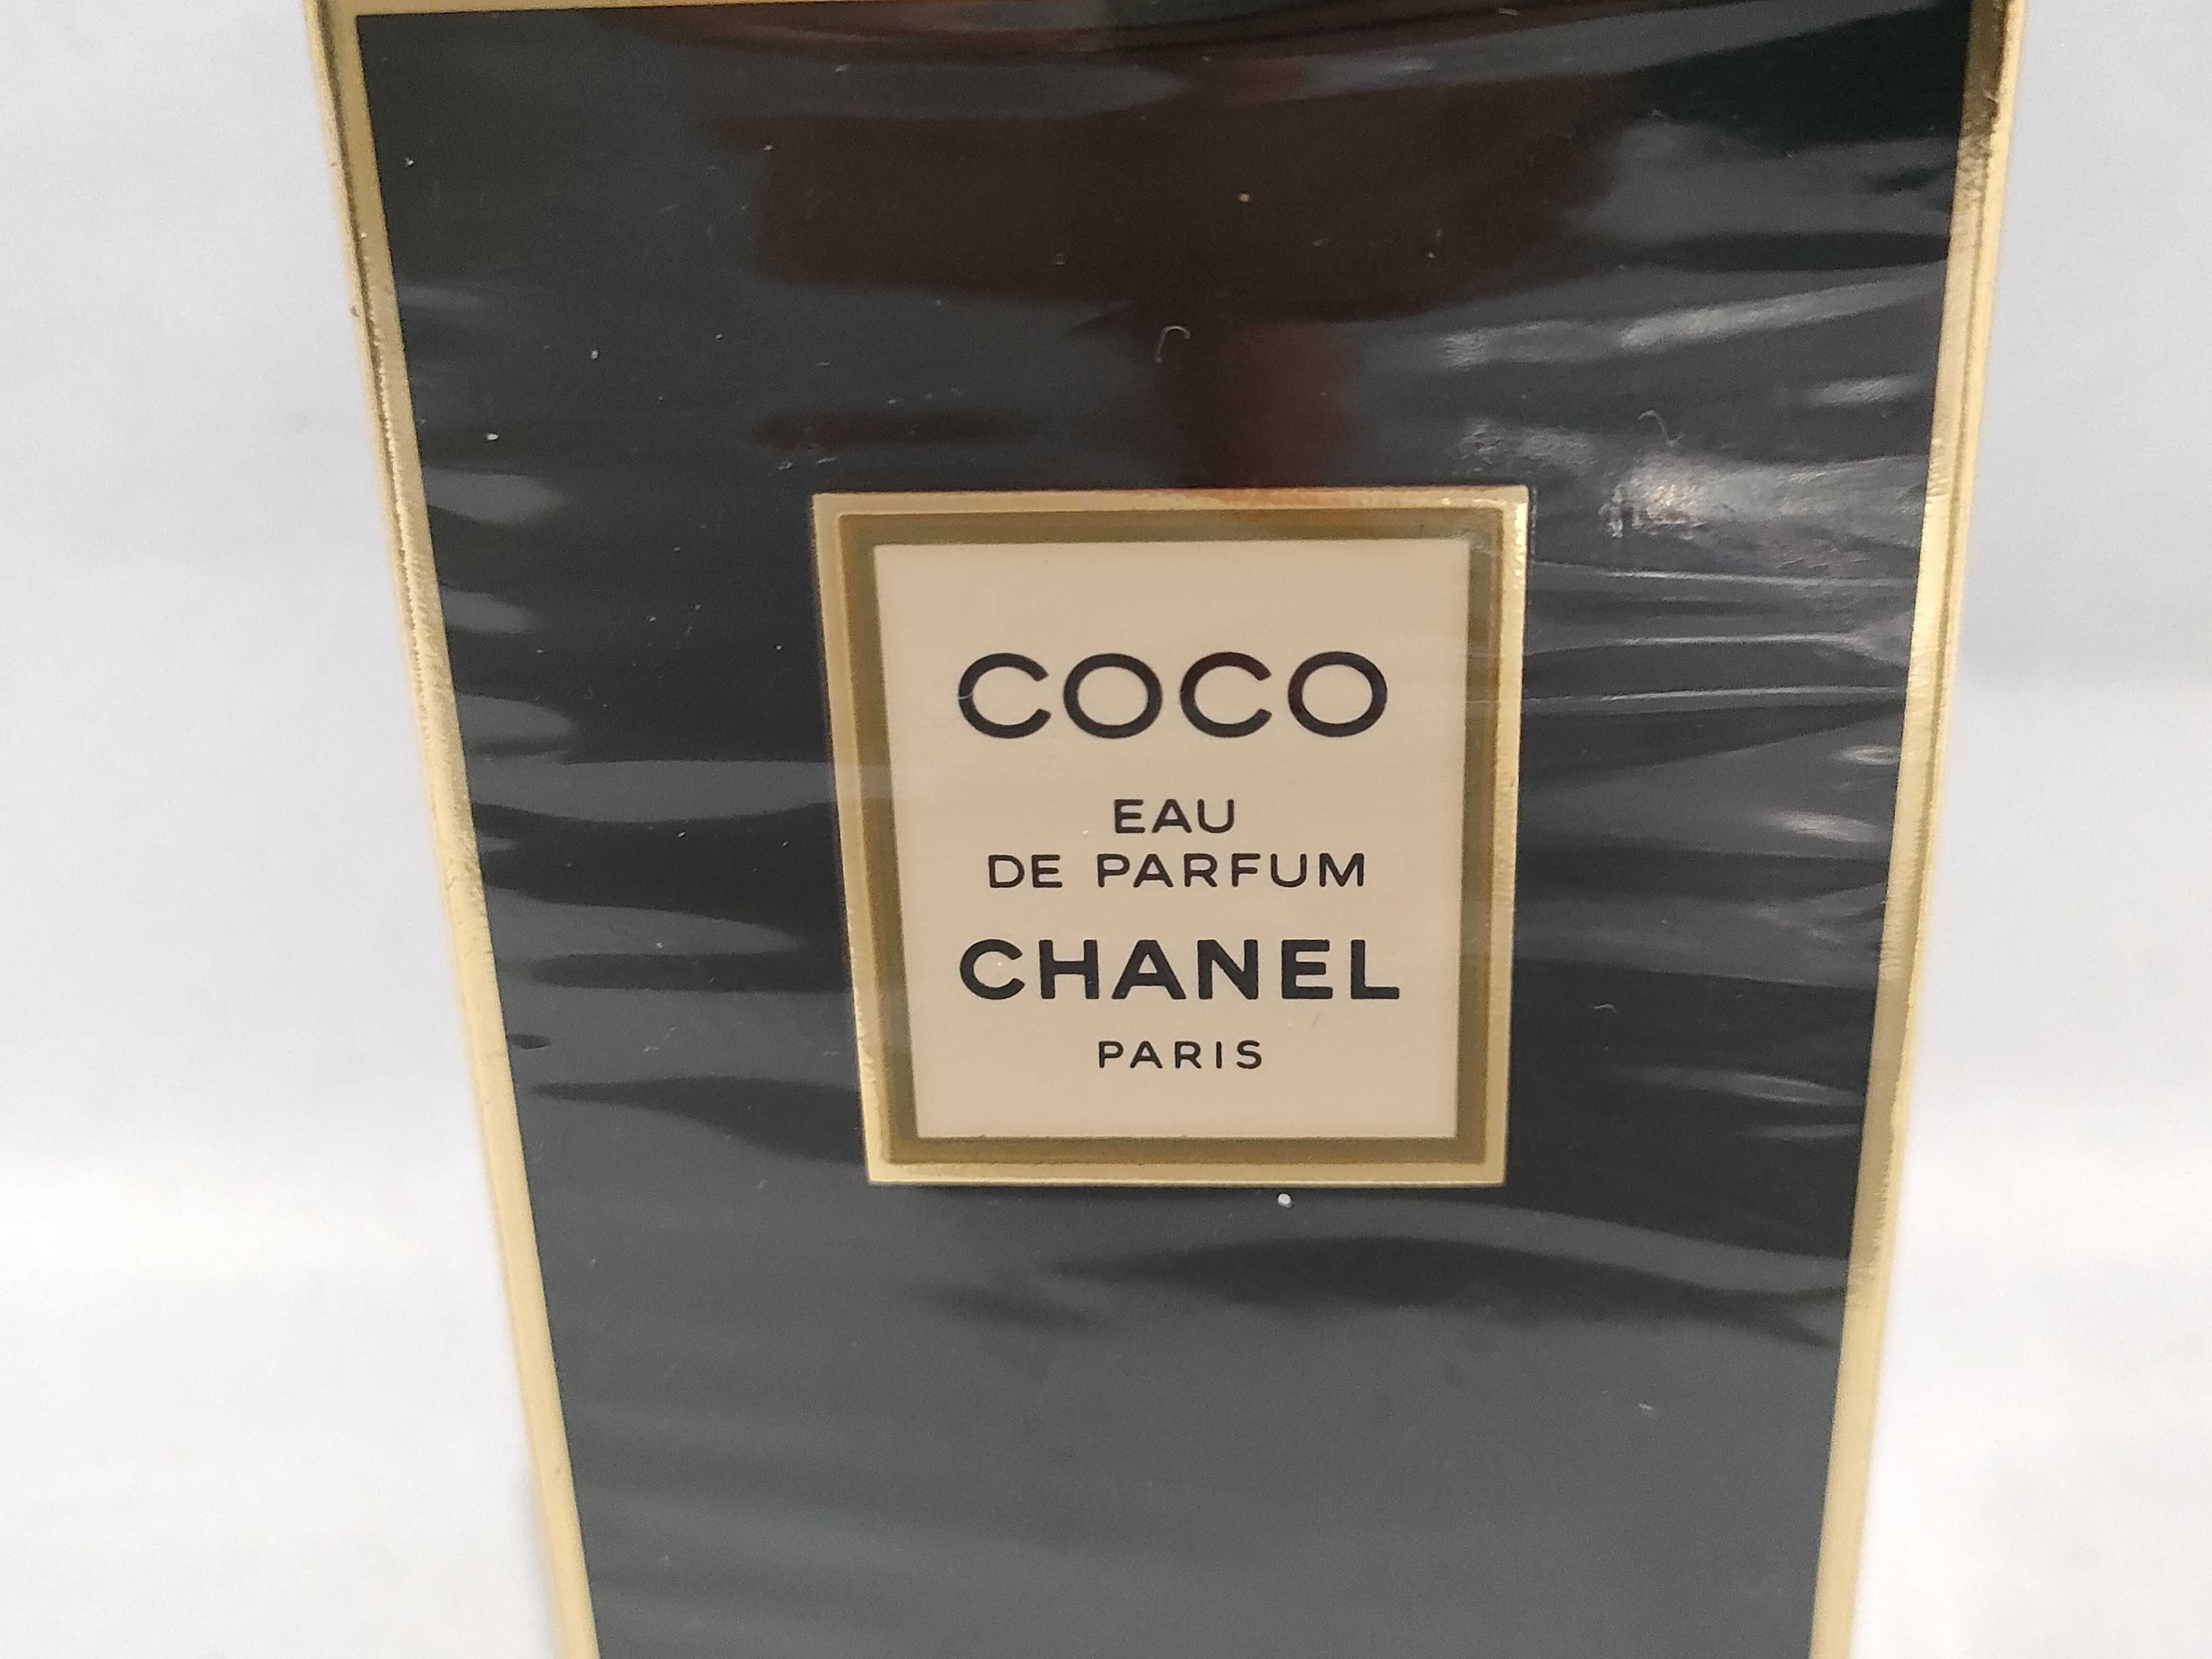 COCO
EAU
DE PARFUM
CHANEL
PARIS